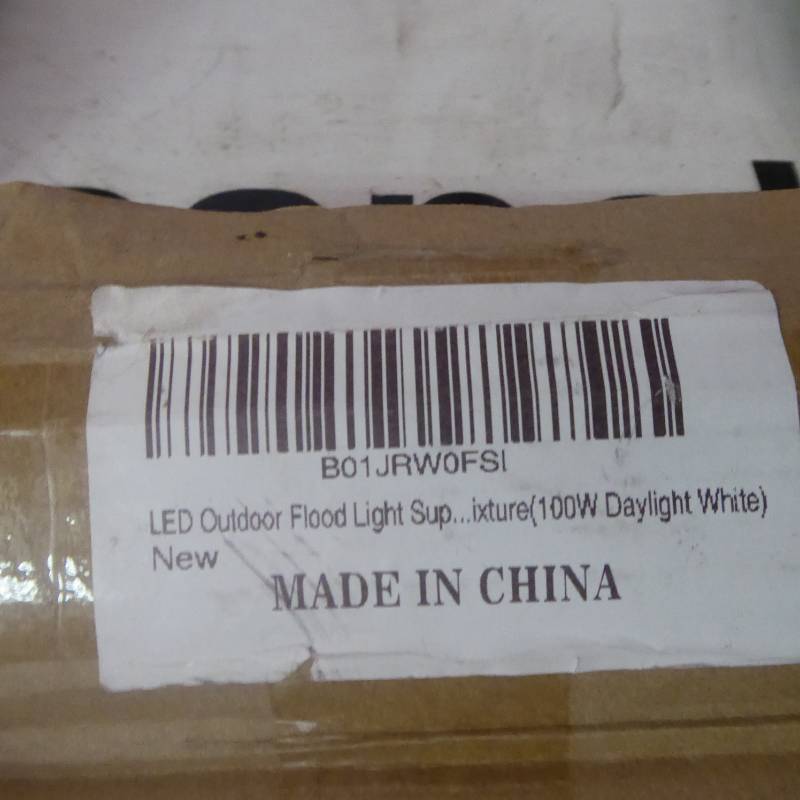 B01JRW0FSI
LED Outdoor Flood Light Sup...ixture(100W Daylight White)
New
MADE IN CHINA